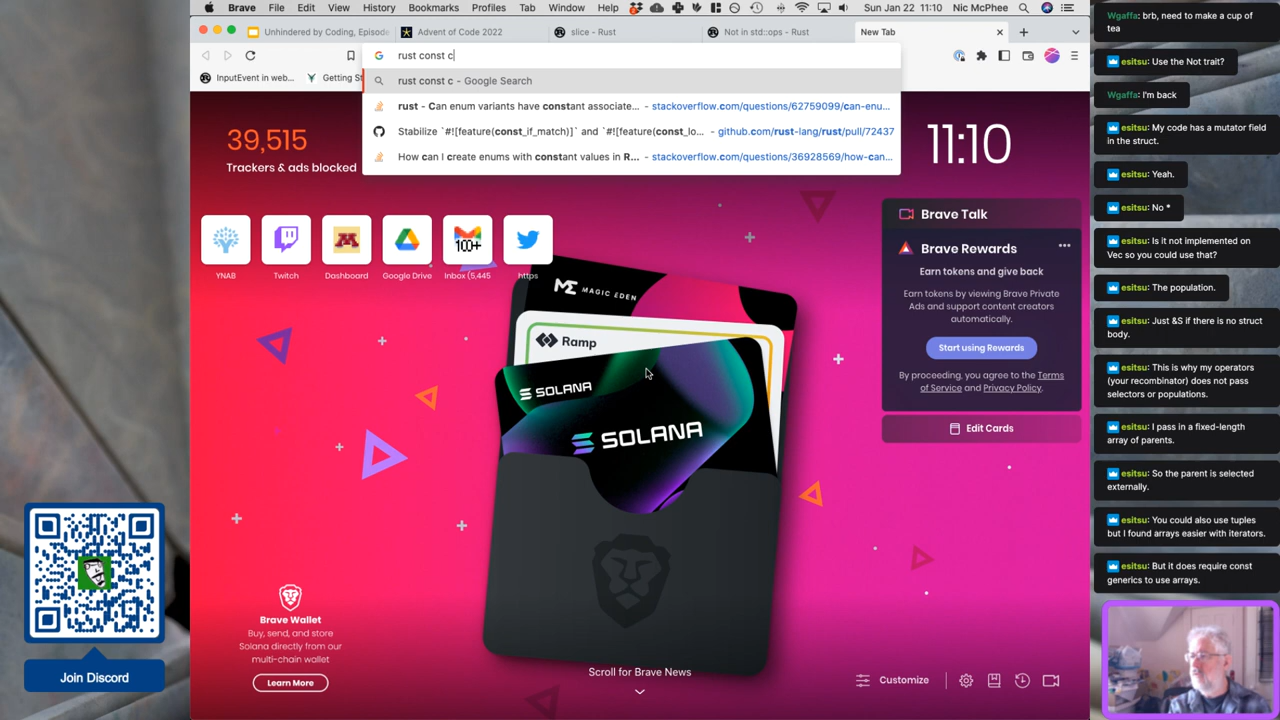 Brave File Edit View History Bookmarks Profiles Tab Window Help Sun Jan 22 11:10 Nic McPhee
Unhindered by Coding, Episode
Advent of Code 2022
slice - Rust
Not in std::ops - Rust
New Tab
rust const c
InputEvent in web...
Getting St
rust const c - Google Search
rust - Can enum variants have constant associate... - stackoverflow.com/questions/62759099/can-enu...
Stabilize `#![feature(const_if_match)]` and `#![feature(const_lo... - github.com/rust-lang/rust/pull/72437
How can I create enums with constant values in R... - stackoverflow.com/questions/36928569/how-can...
39,515
Trackers & ads blocked
11:10
YNAB
Twitch
Dashboard
Google Drive
100+
Inbox (5,445
https
Brave Talk
Brave Rewards
Earn tokens and give back
Earn tokens by viewing Brave Private
Ads and support content creators
automatically.
Start using Rewards
By proceeding, you agree to the Terms
of Service and Privacy Policy.
Edit Cards
ME MAGIC EDEN
Ramp
SOLANA
SOLANA
Brave Wallet
Buy, send, and store
Solana directly from our
multi-chain wallet
Learn More
Scroll for Brave News
Customize
Join Discord
Wgaffa: brb, need to make a cup of
tea
esitsu: Use the Not trait?
Wgaffa: I'm back
esitsu: My code has a mutator field
in the struct.
esitsu: Yeah.
esitsu: No *
esitsu: Is it not implemented on
Vec so you could use that?
esitsu: The population.
esitsu: Just &S if there is no struct
body.
esitsu: This is why my operators
(your recombinator) does not pass
selectors or populations.
esitsu: I pass in a fixed-length
array of parents.
esitsu: So the parent is selected
externally.
esitsu: You could also use tuples
but I found arrays easier with iterators.
esitsu: But it does require const
generics to use arrays.